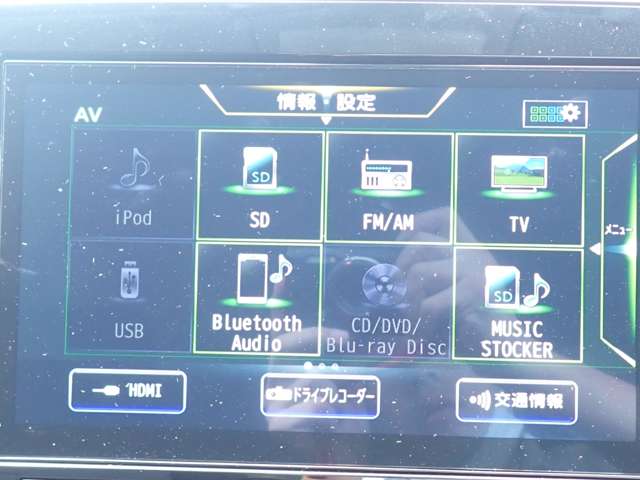 情報・設定
AV
iPod
SD
SD
FM/AM
TV
メニュー
USB
Bluetooth
Audio
CD/DVD/
Blu-ray Disc
SD
MUSIC
STOCKER
HDMI
ドライブレコーダー
交通情報